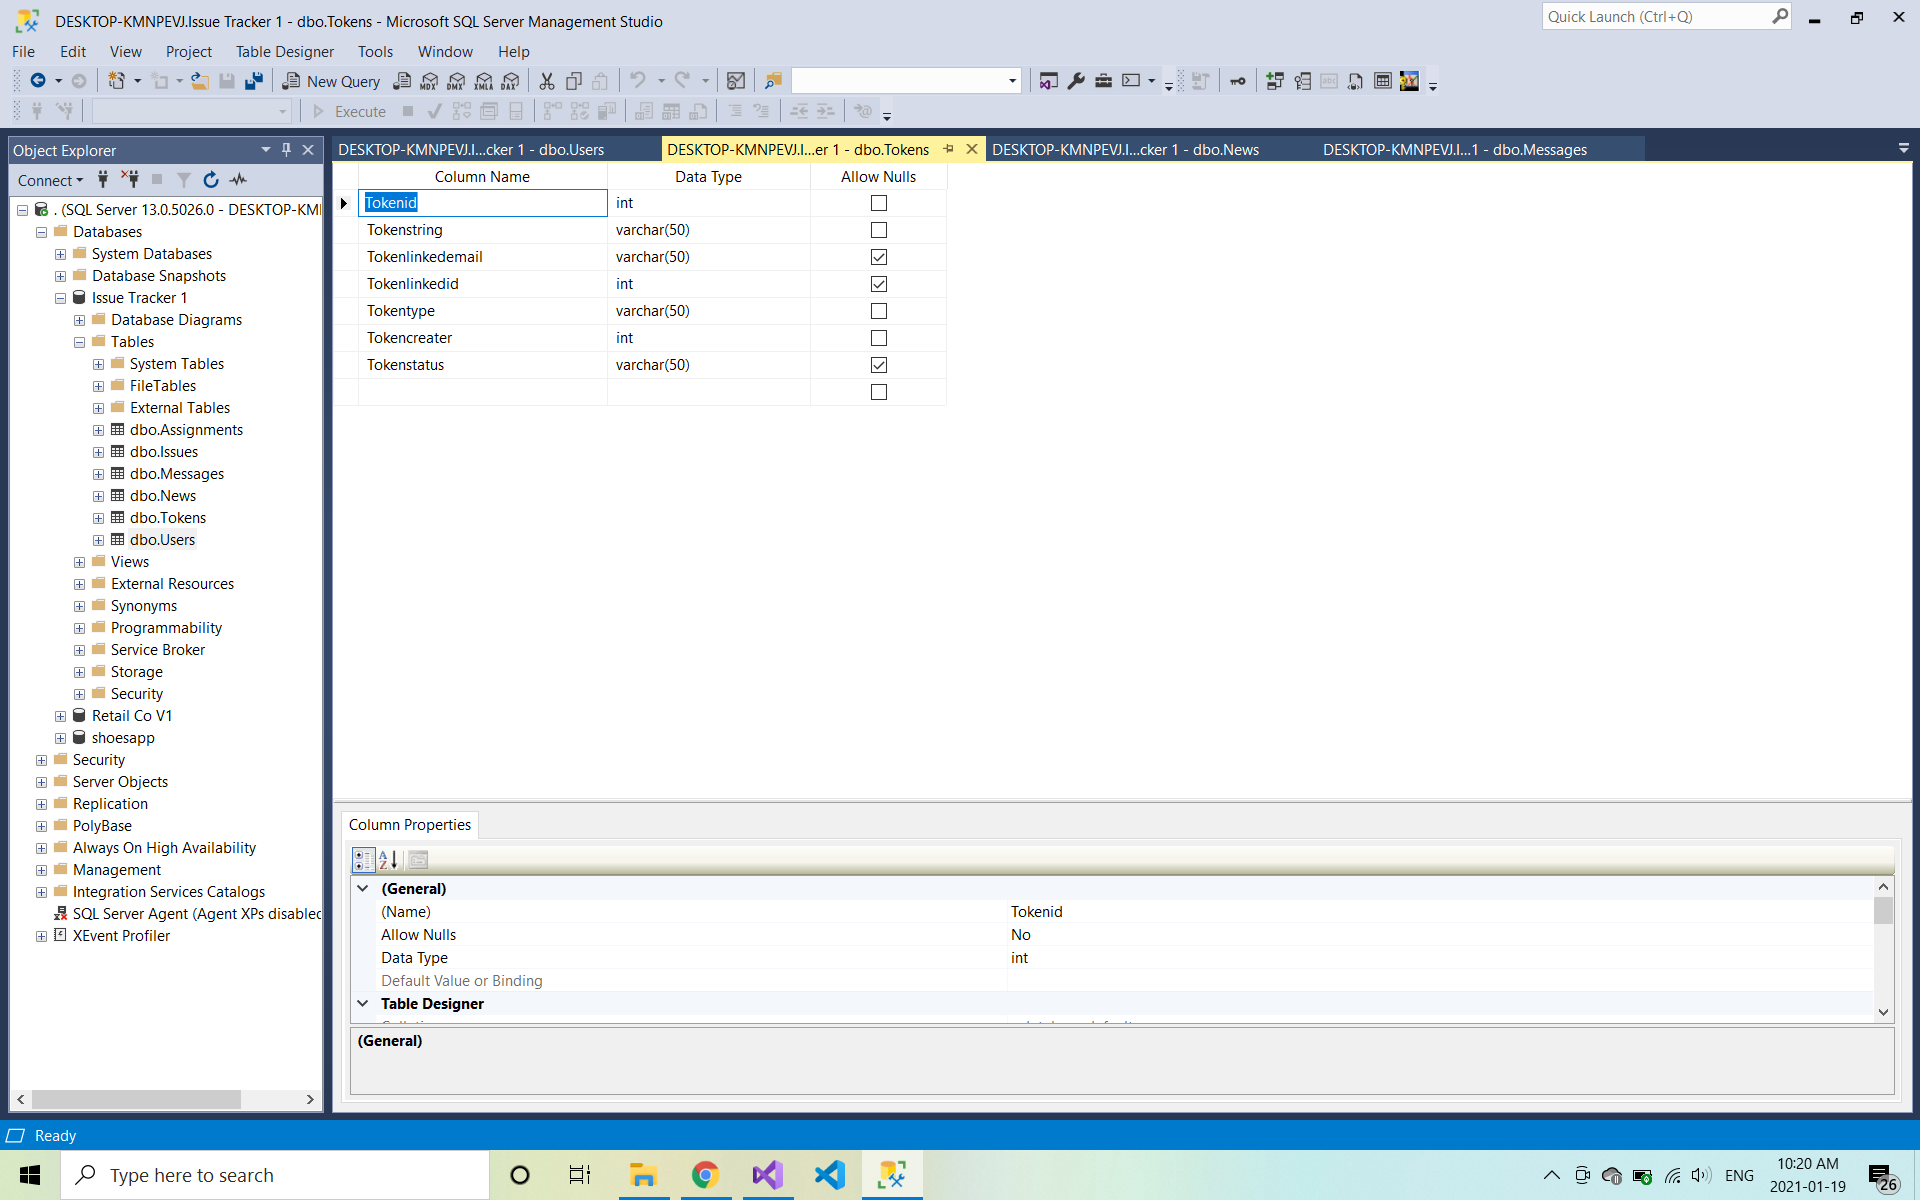 DESKTOP-KMNPEVJ.Issue Tracker 1 - dbo.Tokens - Microsoft SQL Server Management Studio
Quick Launch (Ctrl+Q)
File Edit View Project Table Designer Tools Window Help
New Query
MDX DMX XMLA DAX
Execute
Object Explorer
DESKTOP-KMNPEVJ.I...cker 1 - dbo.Users
DESKTOP-KMNPEVJ.I...er 1 - dbo.Tokens
DESKTOP-KMNPEVJ.I...cker 1 - dbo.News
DESKTOP-KMNPEVJ.I...1 - dbo.Messages
Connect
. (SQL Server 13.0.5026.0 - DESKTOP-KM
Databases
System Databases
Database Snapshots
Issue Tracker 1
Database Diagrams
Tables
System Tables
FileTables
External Tables
dbo.Assignments
dbo.Issues
dbo.Messages
dbo.News
dbo.Tokens
dbo.Users
Views
External Resources
Synonyms
Programmability
Service Broker
Storage
Security
Retail Co V1
shoesapp
Security
Server Objects
Replication
PolyBase
Always On High Availability
Management
Integration Services Catalogs
SQL Server Agent (Agent XPs disabled
XEvent Profiler
Column Name Data Type Allow Nulls
Tokenid int
Tokenstring varchar(50)
Tokenlinkedemail varchar(50)
Tokenlinkedid int
Tokentype varchar(50)
Tokencreater int
Tokenstatus varchar(50)
Column Properties
(General)
(Name) Tokenid
Allow Nulls No
Data Type int
Default Value or Binding
Table Designer
(General)
Ready
Type here to search
ENG
10:20 AM
2021-01-19
26